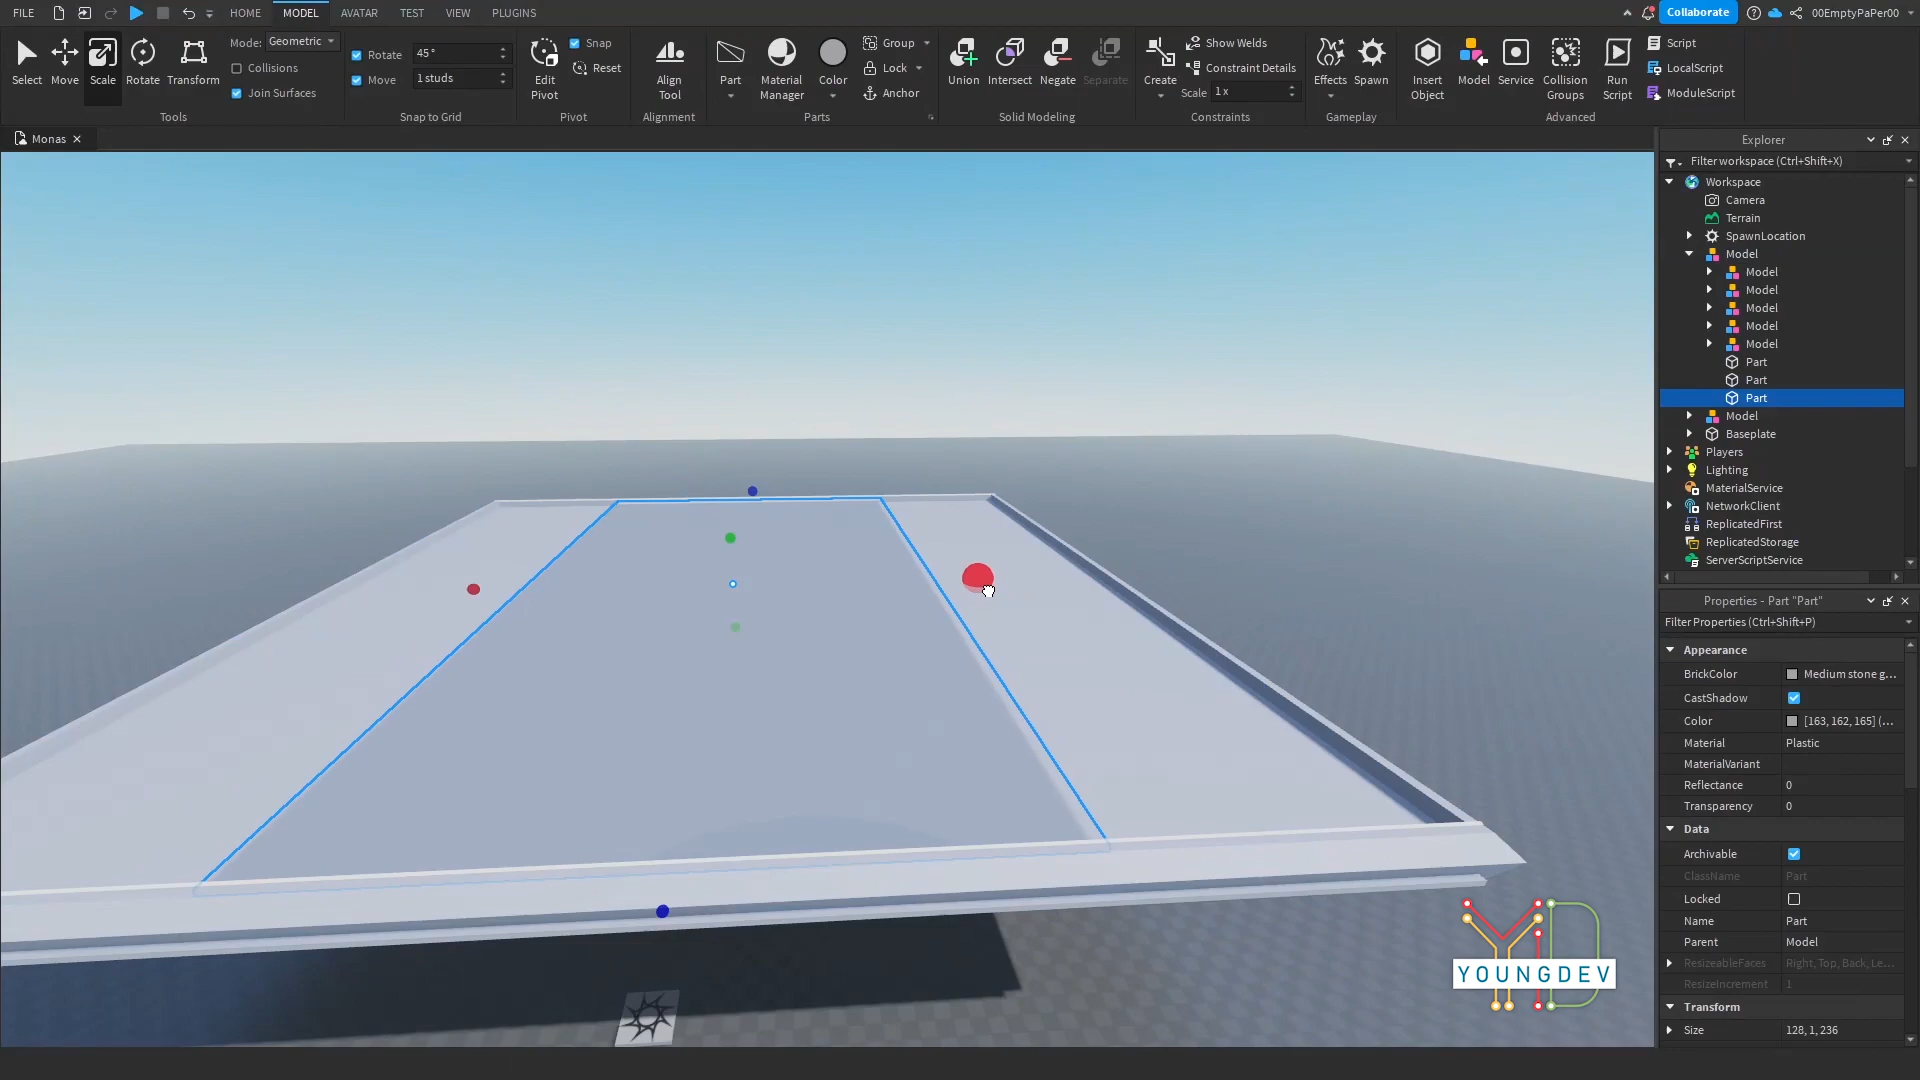 FILE HOME MODEL AVATAR TEST VIEW PLUGINS Collaborate 00EmptyPaPer00
Select Move Scale Rotate Transform
Mode: Geometric
Collisions
Join Surfaces
Tools
Rotate 45°
Move 1 studs
Snap to Grid
Edit Pivot
Snap
Reset
Pivot
Align Tool
Alignment
Part Material Manager Color
Group
Lock
Anchor
Parts
Union Intersect Negate Separate
Solid Modeling
Create
Show Welds
Constraint Details
Scale 1 x
Constraints
Effects Spawn
Gameplay
Insert Object Model Service Collision Groups Run Script
Script
LocalScript
ModuleScript
Advanced
Monas
Explorer
Filter workspace (Ctrl+Shift+X)
Workspace
Camera
Terrain
SpawnLocation
Model
Model
Model
Model
Model
Model
Part
Part
Part
Model
Baseplate
Players
Lighting
MaterialService
NetworkClient
ReplicatedFirst
ReplicatedStorage
ServerScriptService
Properties - Part "Part"
Filter Properties (Ctrl+Shift+P)
Appearance
BrickColor Medium stone g...
CastShadow
Color [163, 162, 165] (...
Material Plastic
MaterialVariant
Reflectance 0
Transparency 0
Data
Archivable
ClassName Part
Locked
Name Part
Parent Model
ResizeableFaces Right, Top, Back, Le...
ResizeIncrement 1
Transform
Size 128, 1, 236
YOUNGDEV